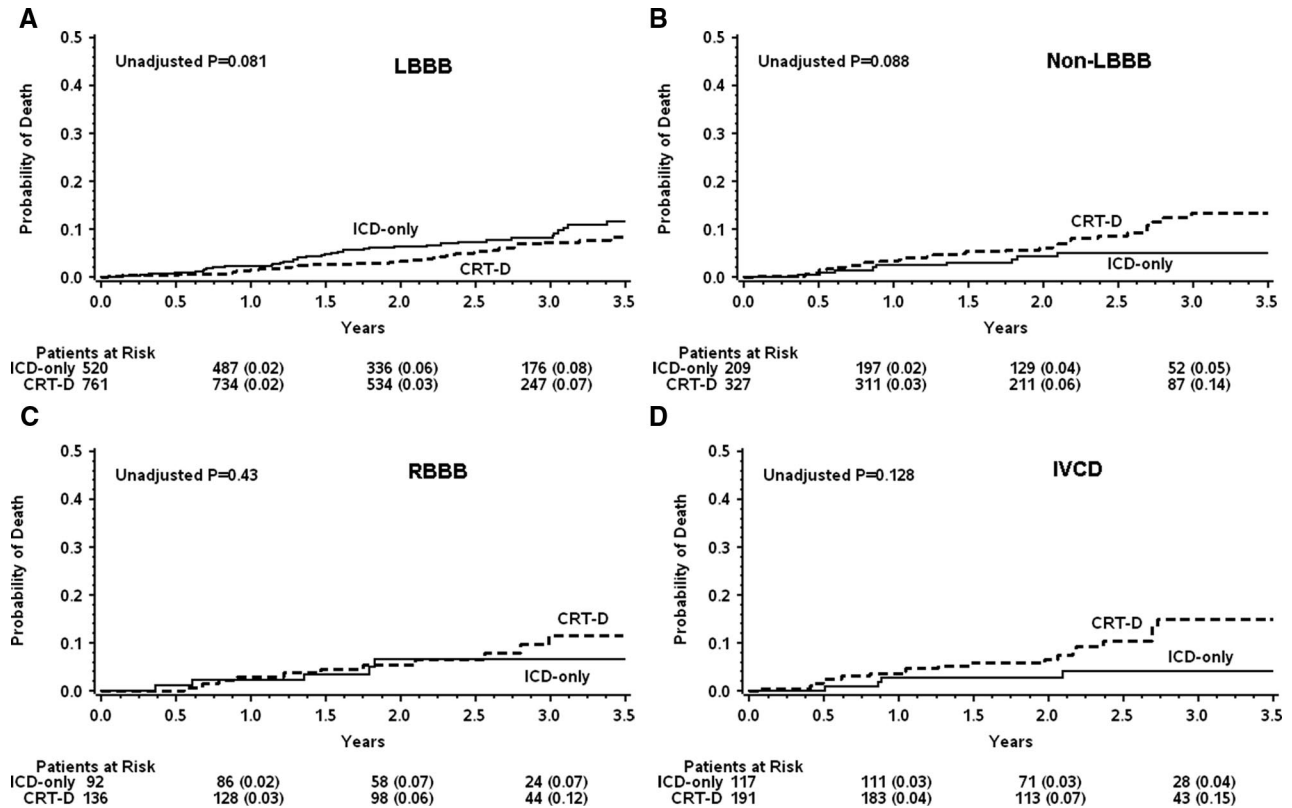 A
Unadjusted P=0.081
LBBB
Probability of Death
0.5
0.4
0.3
0.2
0.1
0.0
ICD-only
CRT-D
0.0 0.5 1.0 1.5 2.0 2.5 3.0 3.5
Years
Patients at Risk
ICD-only 520 487 (0.02) 336 (0.06) 176 (0.08)
CRT-D 761 734 (0.02) 534 (0.03) 247 (0.07)
B
Unadjusted P=0.088
Non-LBBB
Probability of Death
0.5
0.4
0.3
0.2
0.1
0.0
CRT-D
ICD-only
0.0 0.5 1.0 1.5 2.0 2.5 3.0 3.5
Years
Patients at Risk
ICD-only 209 197 (0.02) 129 (0.04) 52 (0.05)
CRT-D 327 311 (0.03) 211 (0.06) 87 (0.14)
C
Unadjusted P=0.43
RBBB
Probability of Death
0.5
0.4
0.3
0.2
0.1
0.0
CRT-D
ICD-only
0.0 0.5 1.0 1.5 2.0 2.5 3.0 3.5
Years
Patients at Risk
ICD-only 92 86 (0.02) 58 (0.07) 24 (0.07)
CRT-D 136 128 (0.03) 98 (0.06) 44 (0.12)
D
Unadjusted P=0.128
IVCD
Probability of Death
0.5
0.4
0.3
0.2
0.1
0.0
CRT-D
ICD-only
0.0 0.5 1.0 1.5 2.0 2.5 3.0 3.5
Years
Patients at Risk
ICD-only 117 111 (0.03) 71 (0.03) 28 (0.04)
CRT-D 191 183 (0.04) 113 (0.07) 43 (0.15)